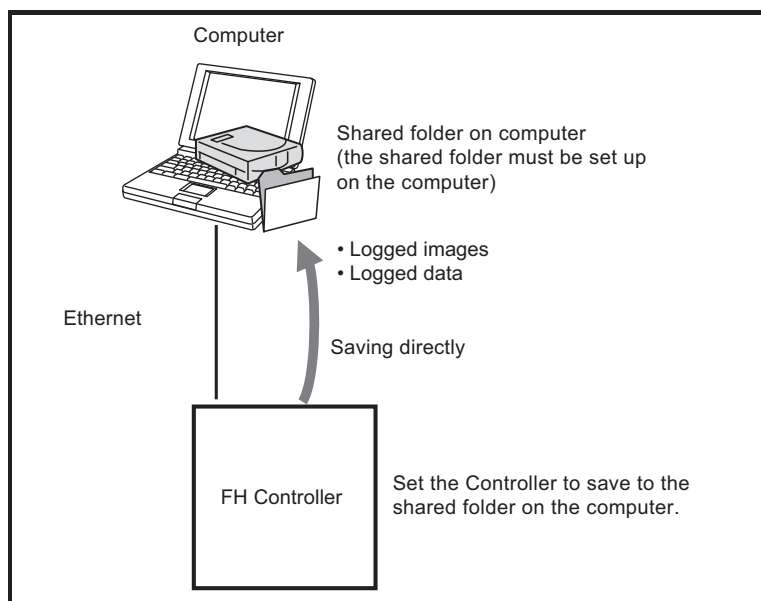 Computer
Shared folder on computer
(the shared folder must be set up
on the computer)
• Logged images
• Logged data
Ethernet
Saving directly
FH Controller
Set the Controller to save to the
shared folder on the computer.